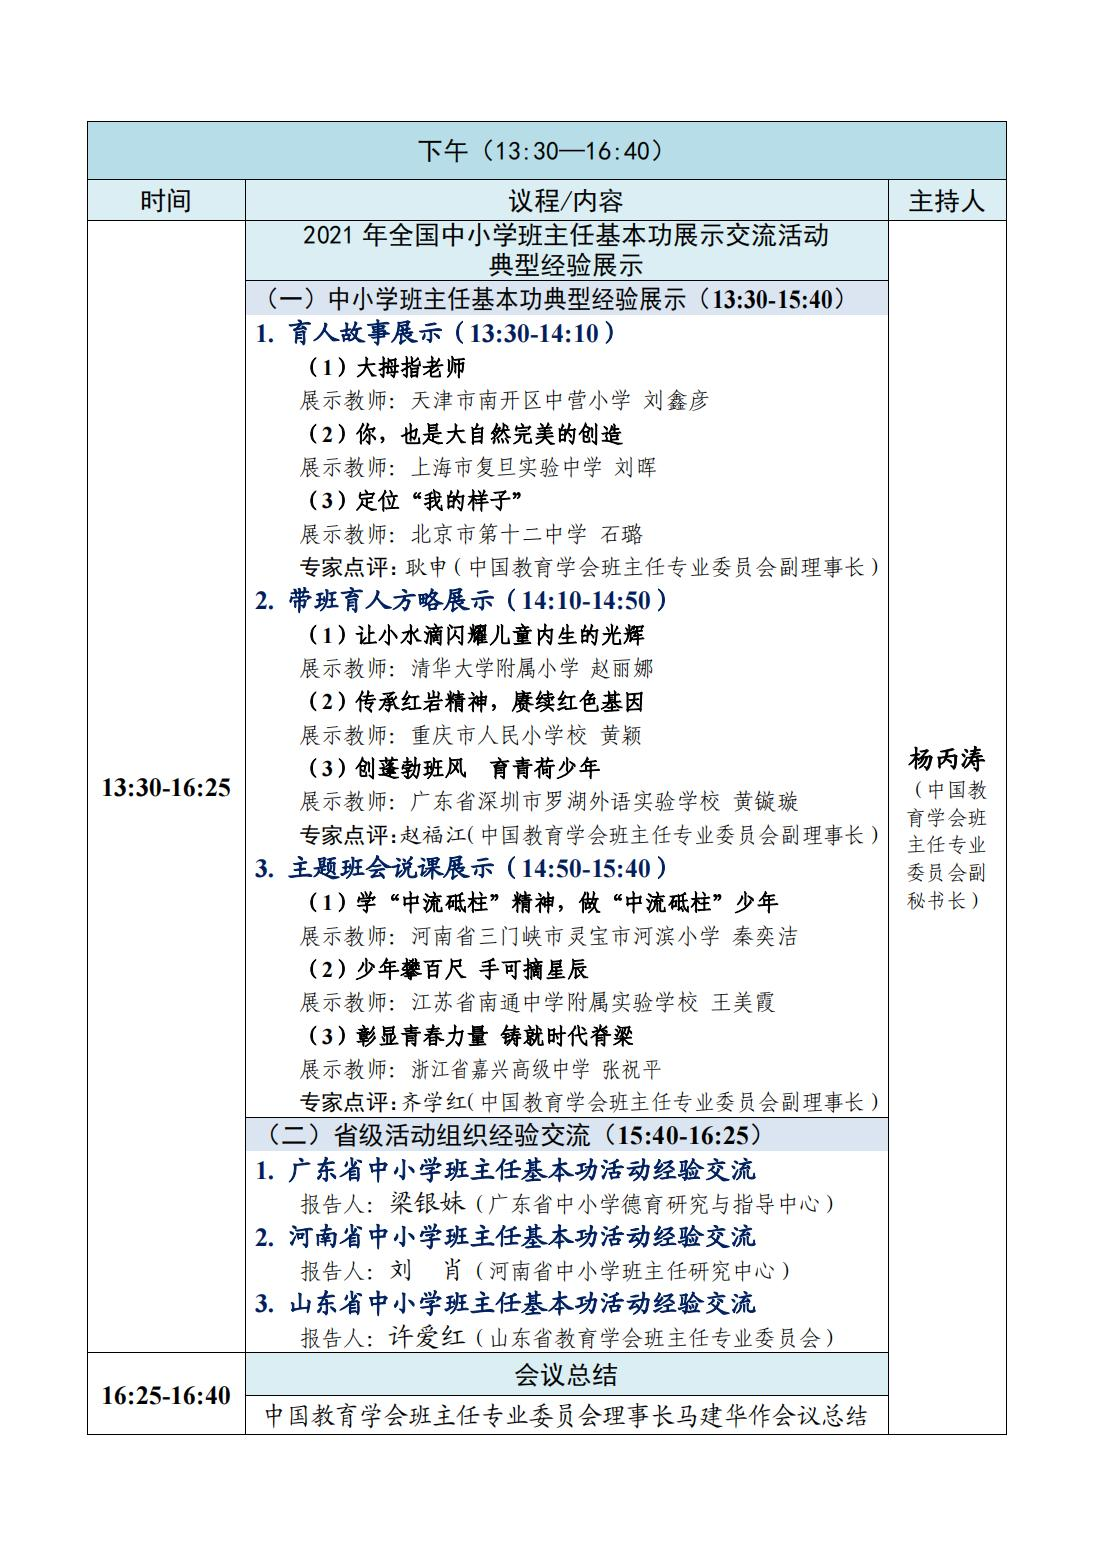 下午（13:30—16:40）
时间
议程/内容
主持人
13:30-16:25
2021 年全国中小学班主任基本功展示交流活动
典型经验展示
（一）中小学班主任基本功典型经验展示（13:30-15:40）
1. 育人故事展示（13:30-14:10）
（1）大拇指老师
展示教师：天津市南开区中营小学 刘鑫彦
（2）你，也是大自然完美的创造
展示教师：上海市复旦实验中学 刘晖
（3）定位“我的样子”
展示教师：北京市第十二中学 石璐
专家点评：耿申（中国教育学会班主任专业委员会副理事长）
2. 带班育人方略展示（14:10-14:50）
（1）让小水滴闪耀儿童内生的光辉
展示教师：清华大学附属小学 赵丽娜
（2）传承红岩精神，赓续红色基因
展示教师：重庆市人民小学校 黄颖
（3）创蓬勃班风 育青荷少年
展示教师：广东省深圳市罗湖外语实验学校 黄镟璇
专家点评：赵福江（中国教育学会班主任专业委员会副理事长）
3. 主题班会说课展示（14:50-15:40）
（1）学“中流砥柱”精神，做“中流砥柱”少年
展示教师：河南省三门峡市灵宝市河滨小学 秦奕洁
（2）少年攀百尺 手可摘星辰
展示教师：江苏省南通中学附属实验学校 王美霞
（3）彰显青春力量 铸就时代脊梁
展示教师：浙江省嘉兴高级中学 张祝平
专家点评：齐学红（中国教育学会班主任专业委员会副理事长）
（二）省级活动组织经验交流（15:40-16:25）
1. 广东省中小学班主任基本功活动经验交流
报告人：梁银妹（广东省中小学德育研究与指导中心）
2. 河南省中小学班主任基本功活动经验交流
报告人：刘 肖（河南省中小学班主任研究中心）
3. 山东省中小学班主任基本功活动经验交流
报告人：许爱红（山东省教育学会班主任专业委员会）
杨丙涛
（中国教
育学会班
主任专业
委员会副
秘书长）
16:25-16:40
会议总结
中国教育学会班主任专业委员会理事长马建华作会议总结